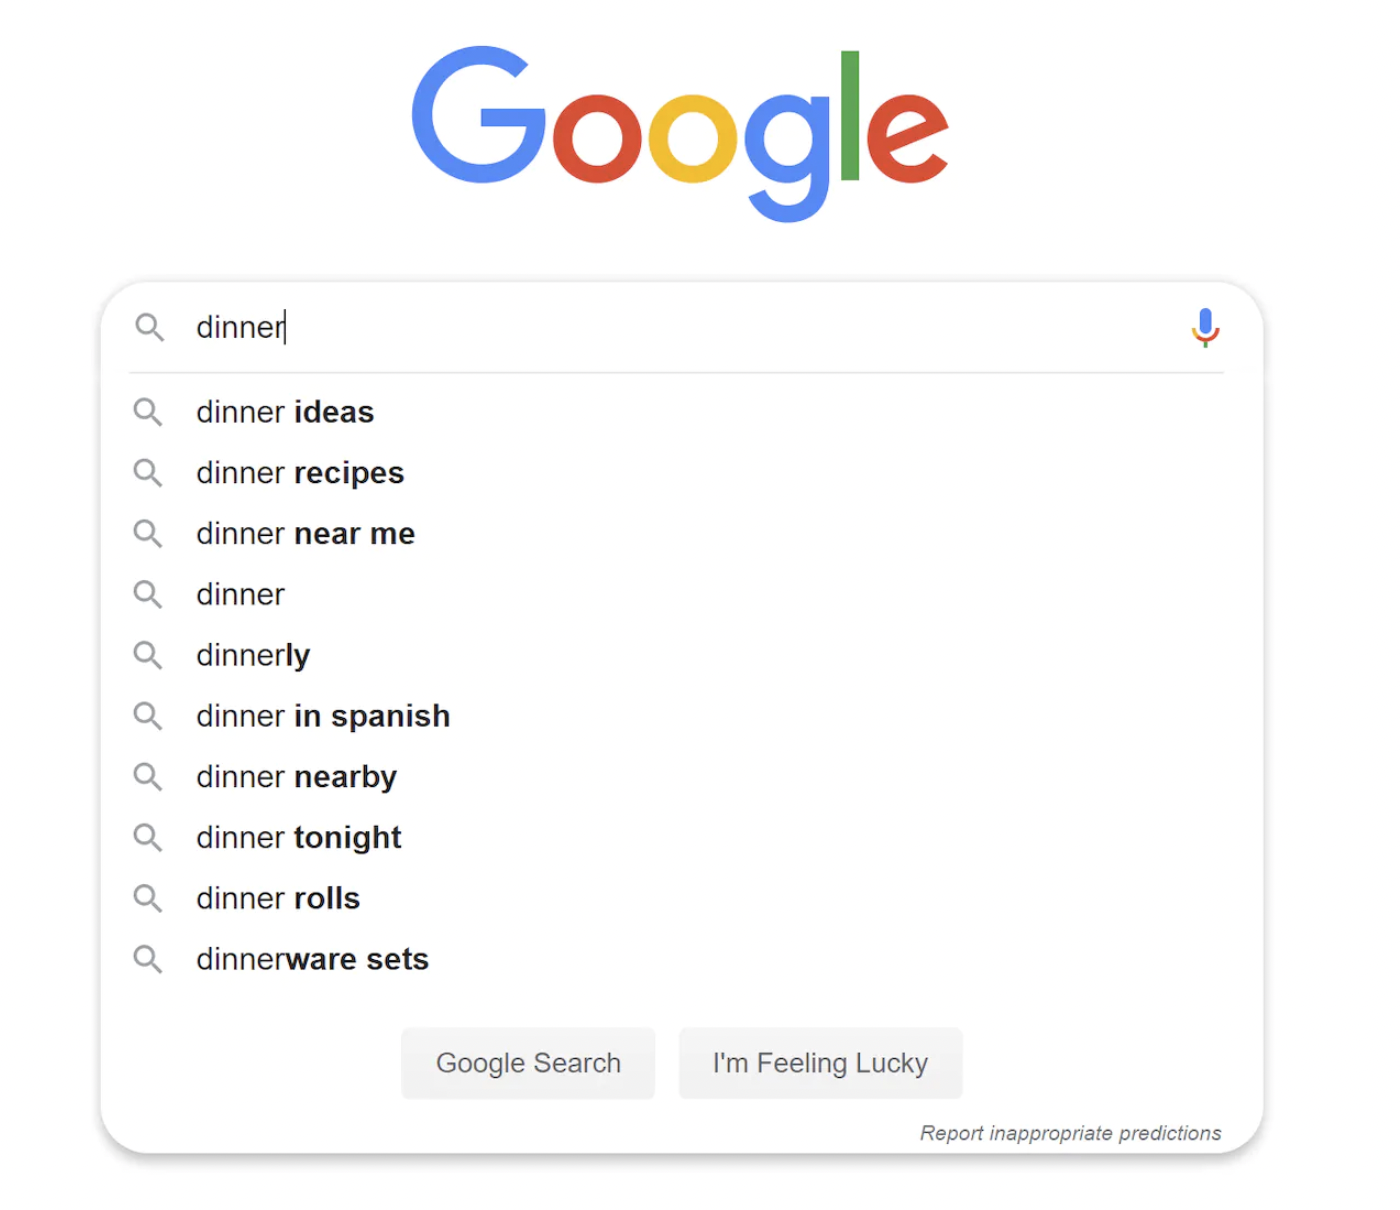 Google
dinner
dinner ideas
dinner recipes
dinner near me
dinner
dinnerly
dinner in spanish
dinner nearby
dinner tonight
dinner rolls
dinnerware sets
Google Search
I'm Feeling Lucky
Report inappropriate predictions